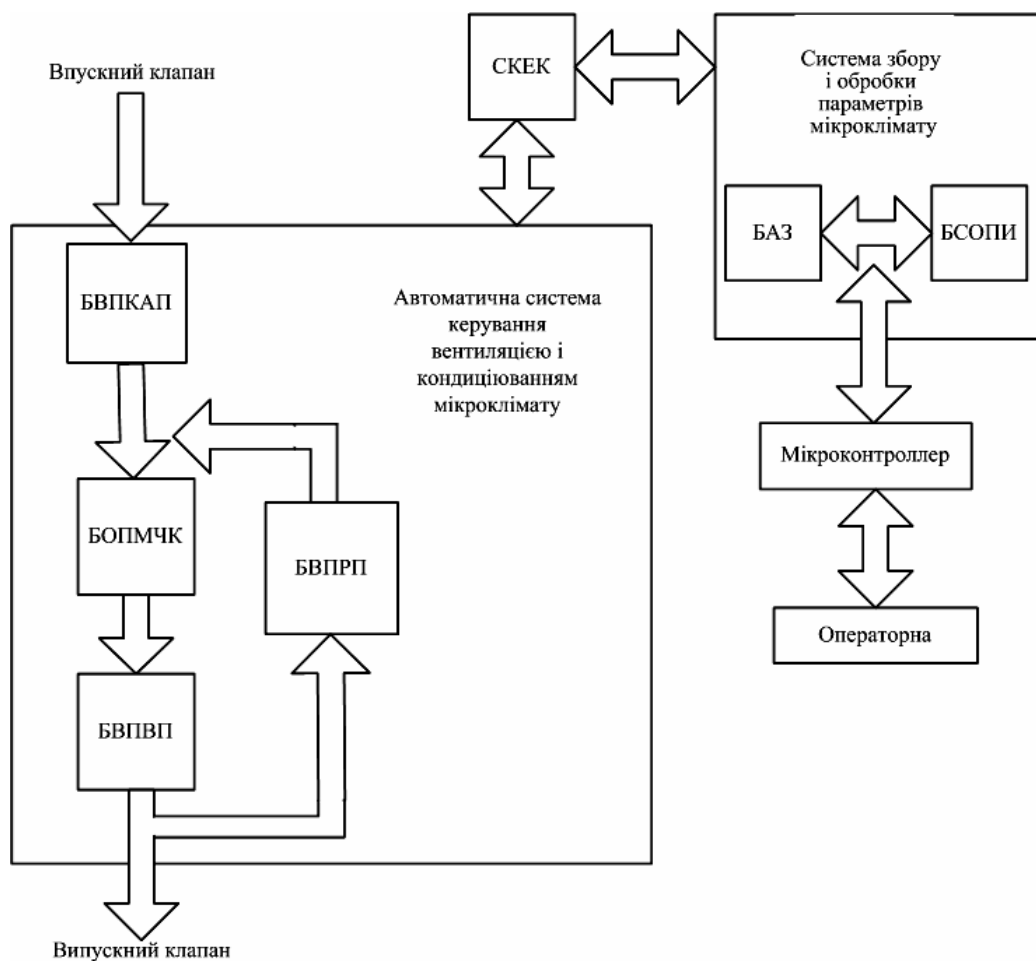 Впускний клапан
СКЕК
Система збору
і обробки
параметрів
мікроклімату
БАЗ
БСОПИ
БВПКАП
Автоматична система
керування
вентиляцією і
кондиціюванням
мікроклімату
БОПМЧК
БВПРП
Мікроконтроллер
Операторна
БВПВП
Випускний клапан